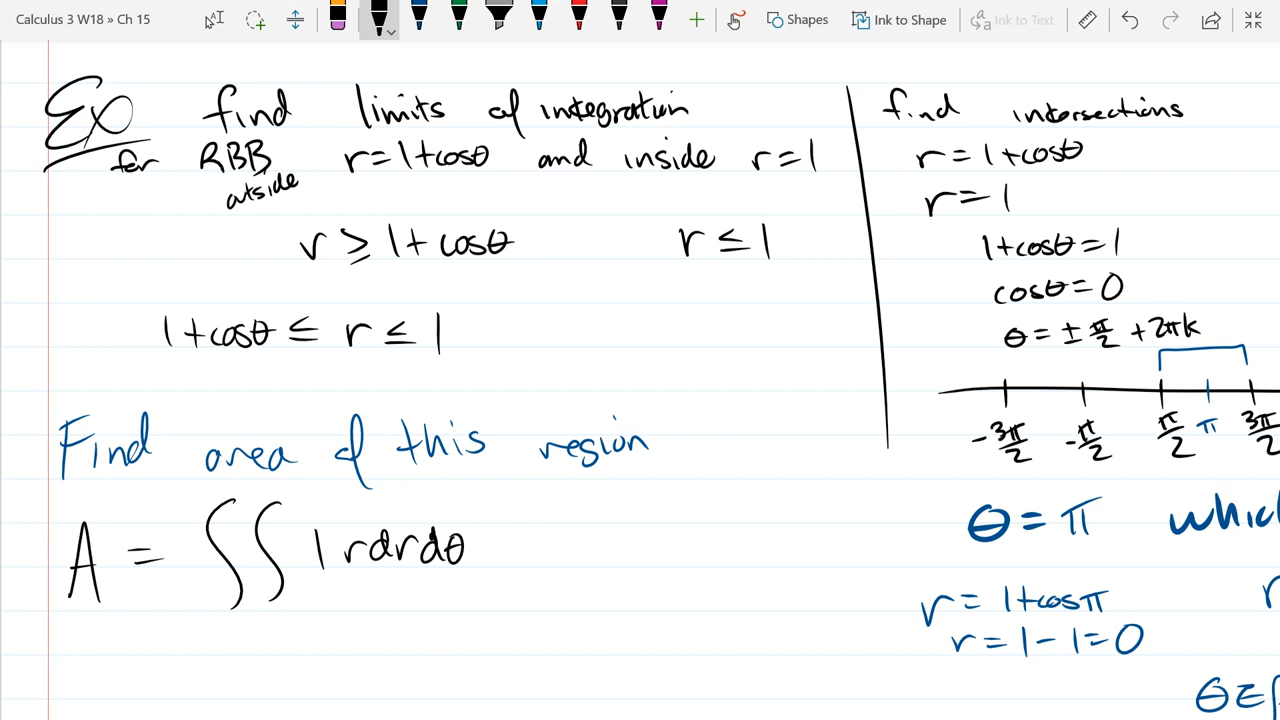 Calculus 3 W18 » Ch 15
Shapes
Ink to Shape
Ink to Text
Ex find limits of integration
for RBB outside r=1+cosθ and inside r=1
r ≥ 1+cosθ r ≤ 1
1+cosθ ≤ r ≤ 1
Find area of this region
A = ∫∫ 1 r dr dθ
find intersections
r=1+cosθ
r=1
1+cosθ=1
cosθ=0
θ=±π/2+2πk
-3π/2 -π/2 π/2 π 3π/2
θ=π which
r=1+cosπ r
r=1-1=0
θ∈